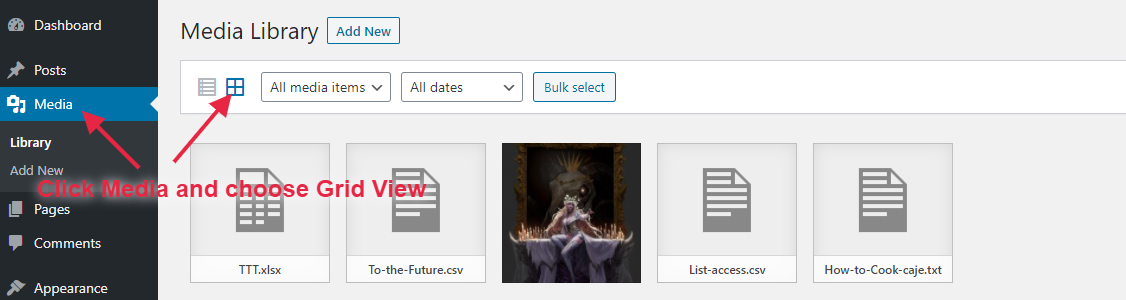 Dashboard
Posts
Media
Library
Add New
Pages
Comments
Appearance
Media Library Add New
All media items All dates Bulk select
Click Media and choose Grid View
TTT.xlsx To-the-Future.csv List-access.csv How-to-Cook-caje.txt